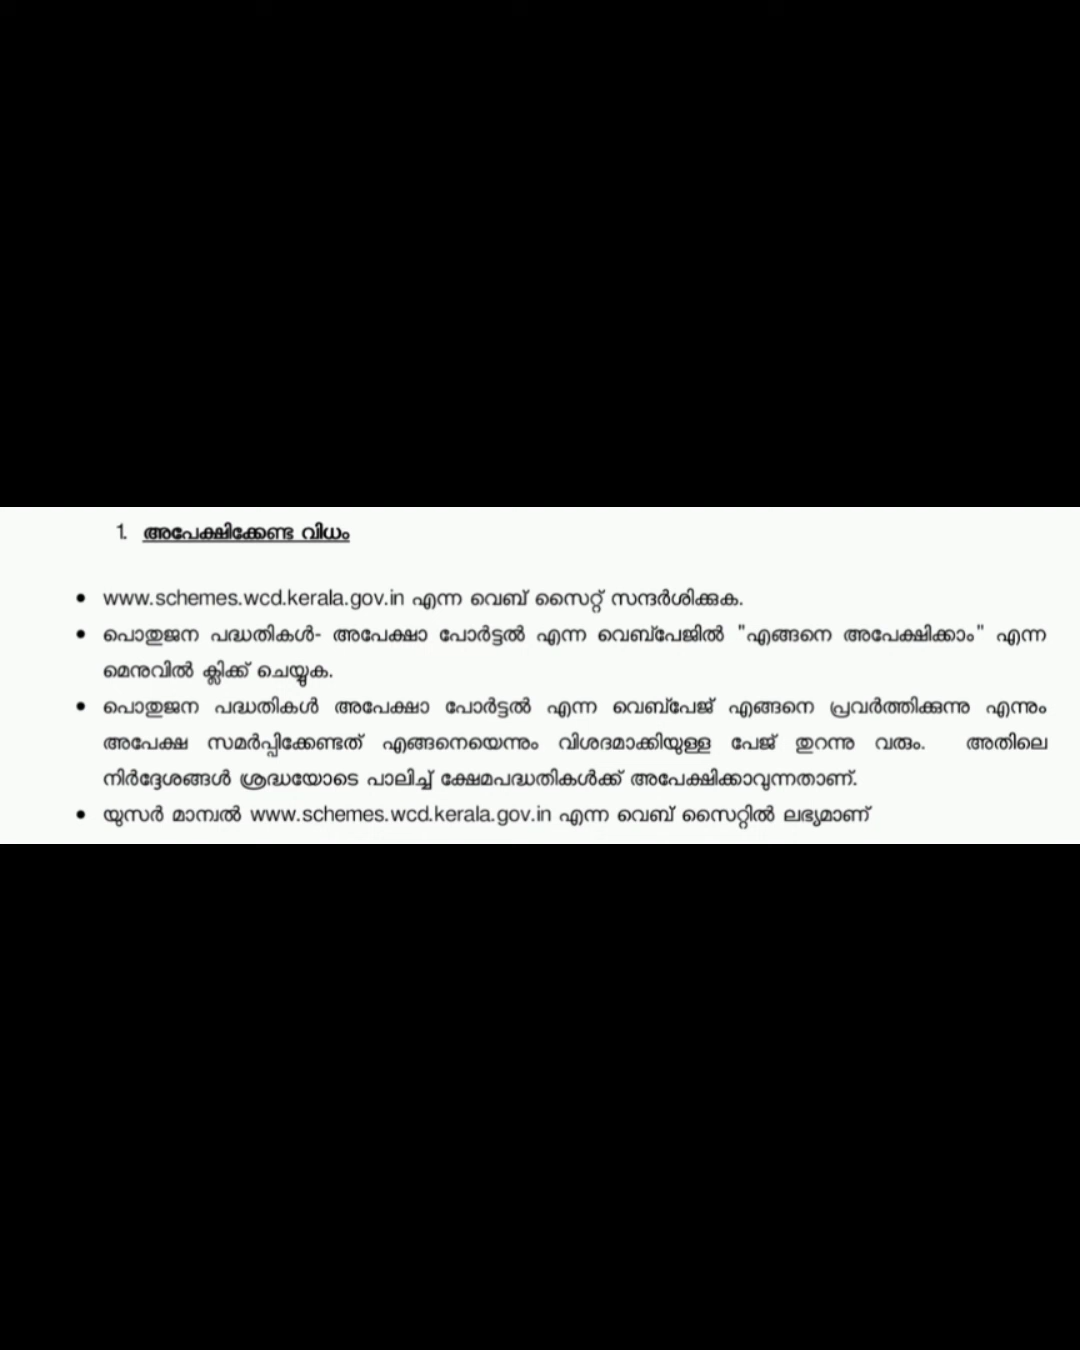 1. അപേക്ഷിക്കേണ്ട വിധം
• www.schemes.wcd.kerala.gov.in എന്ന വെബ് സൈറ്റ് സന്ദർശിക്കുക.
• പൊതുജന പദ്ധതികൾ- അപേക്ഷാ പോർട്ടൽ എന്ന വെബ്പേജിൽ "എങ്ങനെ അപേക്ഷിക്കാം" എന്ന
മെനുവിൽ ക്ലിക്ക് ചെയ്യുക.
• പൊതുജന പദ്ധതികൾ അപേക്ഷാ പോർട്ടൽ എന്ന വെബ്പേജ് എങ്ങനെ പ്രവർത്തിക്കുന്നു എന്നും
അപേക്ഷ സമർപ്പിക്കേണ്ടത് എങ്ങനെയെന്നും വിശദമാക്കിയുള്ള പേജ് തുറന്നു വരും. അതിലെ
നിർദ്ദേശങ്ങൾ ശ്രദ്ധയോടെ പാലിച്ച് ക്ഷേമപദ്ധതികൾക്ക് അപേക്ഷിക്കാവുന്നതാണ്.
• യുസർ മാന്വൽ www.schemes.wcd.kerala.gov.in എന്ന വെബ് സൈറ്റിൽ ലഭ്യമാണ്